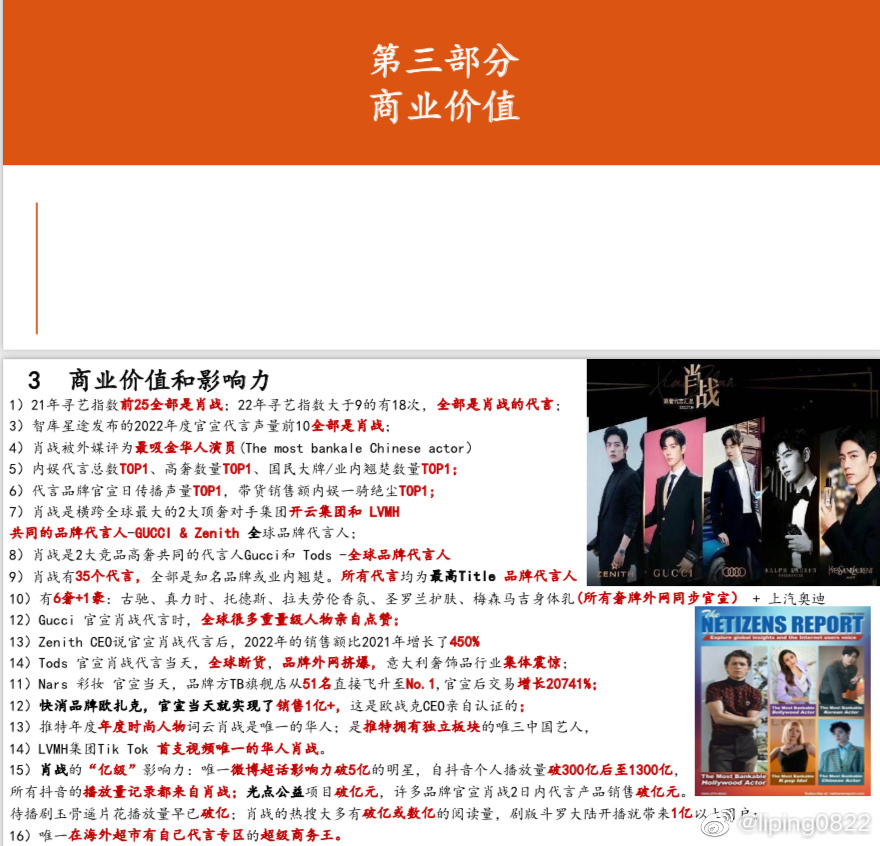 第三部分
商业价值
3 商业价值和影响力
1) 21年寻艺指数前25全部是肖战；22年寻艺指数大于9的有18次，全部是肖战的代言；
3) 智库星途发布的2022年度官宣代言声量前10全部是肖战；
4) 肖战被外媒评为最吸金华人演员(The most bankale Chinese actor)
5) 内娱代言总数TOP1、高奢数量TOP1、国民大牌/业内翘楚数量TOP1；
6) 代言品牌官宣日传播声量TOP1，带货销售额内娱一骑绝尘TOP1；
7) 肖战是横跨全球最大的2大顶奢对手集团开云集团和 LVMH
共同的品牌代言人-GUCCI & Zenith 全球品牌代言人；
8) 肖战是2大竞品高奢共同的代言人Gucci和 Tods -全球品牌代言人
9) 肖战有35个代言，全部是知名品牌或业内翘楚。所有代言均为最高Title 品牌代言人
10) 有6奢+1豪：古驰、真力时、托德斯、拉夫劳伦香氛、圣罗兰护肤、梅森马吉身体乳(所有奢牌外网同步官宣) + 上汽奥迪
12) Gucci 官宣肖战代言时，全球很多重量级人物亲自点赞；
13) Zenith CEO说官宣肖战代言后，2022年的销售额比2021年增长了450%
14) Tods 官宣肖战代言当天，全球断货，品牌外网挤爆，意大利奢饰品行业集体震惊；
11) Nars 彩妆 官宣当天，品牌方TB旗舰店从51名直接飞升至No.1,官宣后交易增长20741%；
12) 快消品牌欧扎克，官宣当天就实现了销售1亿+，这是欧战克CEO亲自认证的；
13) 推特年度年度时尚人物词云肖战是唯一的华人；是推特拥有独立板块的唯三中国艺人，
14) LVMH集团Tik Tok 首支视频唯一的华人肖战。
15) 肖战的“亿级”影响力：唯一微博超话影响力破5亿的明星，自抖音个人播放量破300亿后至1300亿，
所有抖音的播放量记录都来自肖战；光点公益项目破亿元，许多品牌官宣肖战2日内代言产品销售破亿元。
待播剧玉骨遥片花播放量早已破亿；肖战的热搜大多有破亿或数亿的阅读量，剧版斗罗大陆开播就带来1亿以上用户；
16) 唯一在海外超市有自己代言专区的超级商务王。
肖战
ZENITH
GUCCI
RALPH LAUREN
YVES SAINT LAURENT
The
NETIZENS REPORT
Explore global insights and the Internet users voice
The Most Bankable
Bollywood Actor
The Most Bankable
Korean Actor
The Most Bankable
Hollywood Actor
The Most Bankable
K-pop Idol
The Most Bankable
Chinese Actor
@liping0822